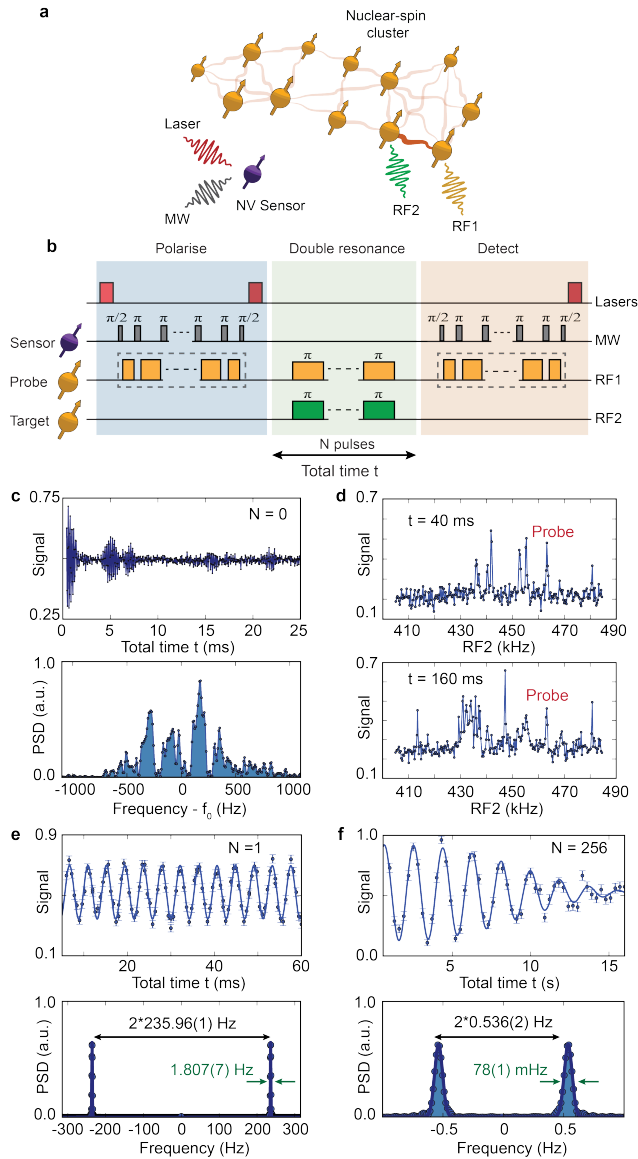 a
Nuclear-spin
cluster
Laser
MW
NV Sensor
RF2
RF1
b
Polarise
Double resonance
Detect
Lasers
π/2 π π π π π/2
π/2 π π π π π/2
Sensor
MW
π π
Probe
RF1
π π
Target
RF2
N pulses
Total time t
c
0.75
N = 0
Signal
0.25
0 5 10 15 20 25
Total time t (ms)
1.0
PSD (a.u.)
0.0
-1000 -500 0 500 1000
Frequency - f₀ (Hz)
d
0.7
t = 40 ms
Probe
Signal
0.1
410 430 450 470 490
RF2 (kHz)
0.7
t = 160 ms
Probe
Signal
0.1
410 430 450 470 490
RF2 (kHz)
e
0.9
N =1
Signal
0.1
20 40 60
Total time t (ms)
1.0
PSD (a.u.)
2*235.96(1) Hz
1.807(7) Hz
0.0
-300 -200 -100 0 100 200 300
Frequency (Hz)
f
1.0
N = 256
Signal
0.0
5 10 15
Total time t (s)
1.0
PSD (a.u.)
2*0.536(2) Hz
78(1) mHz
0.0
-0.5 0.5
Frequency (Hz)